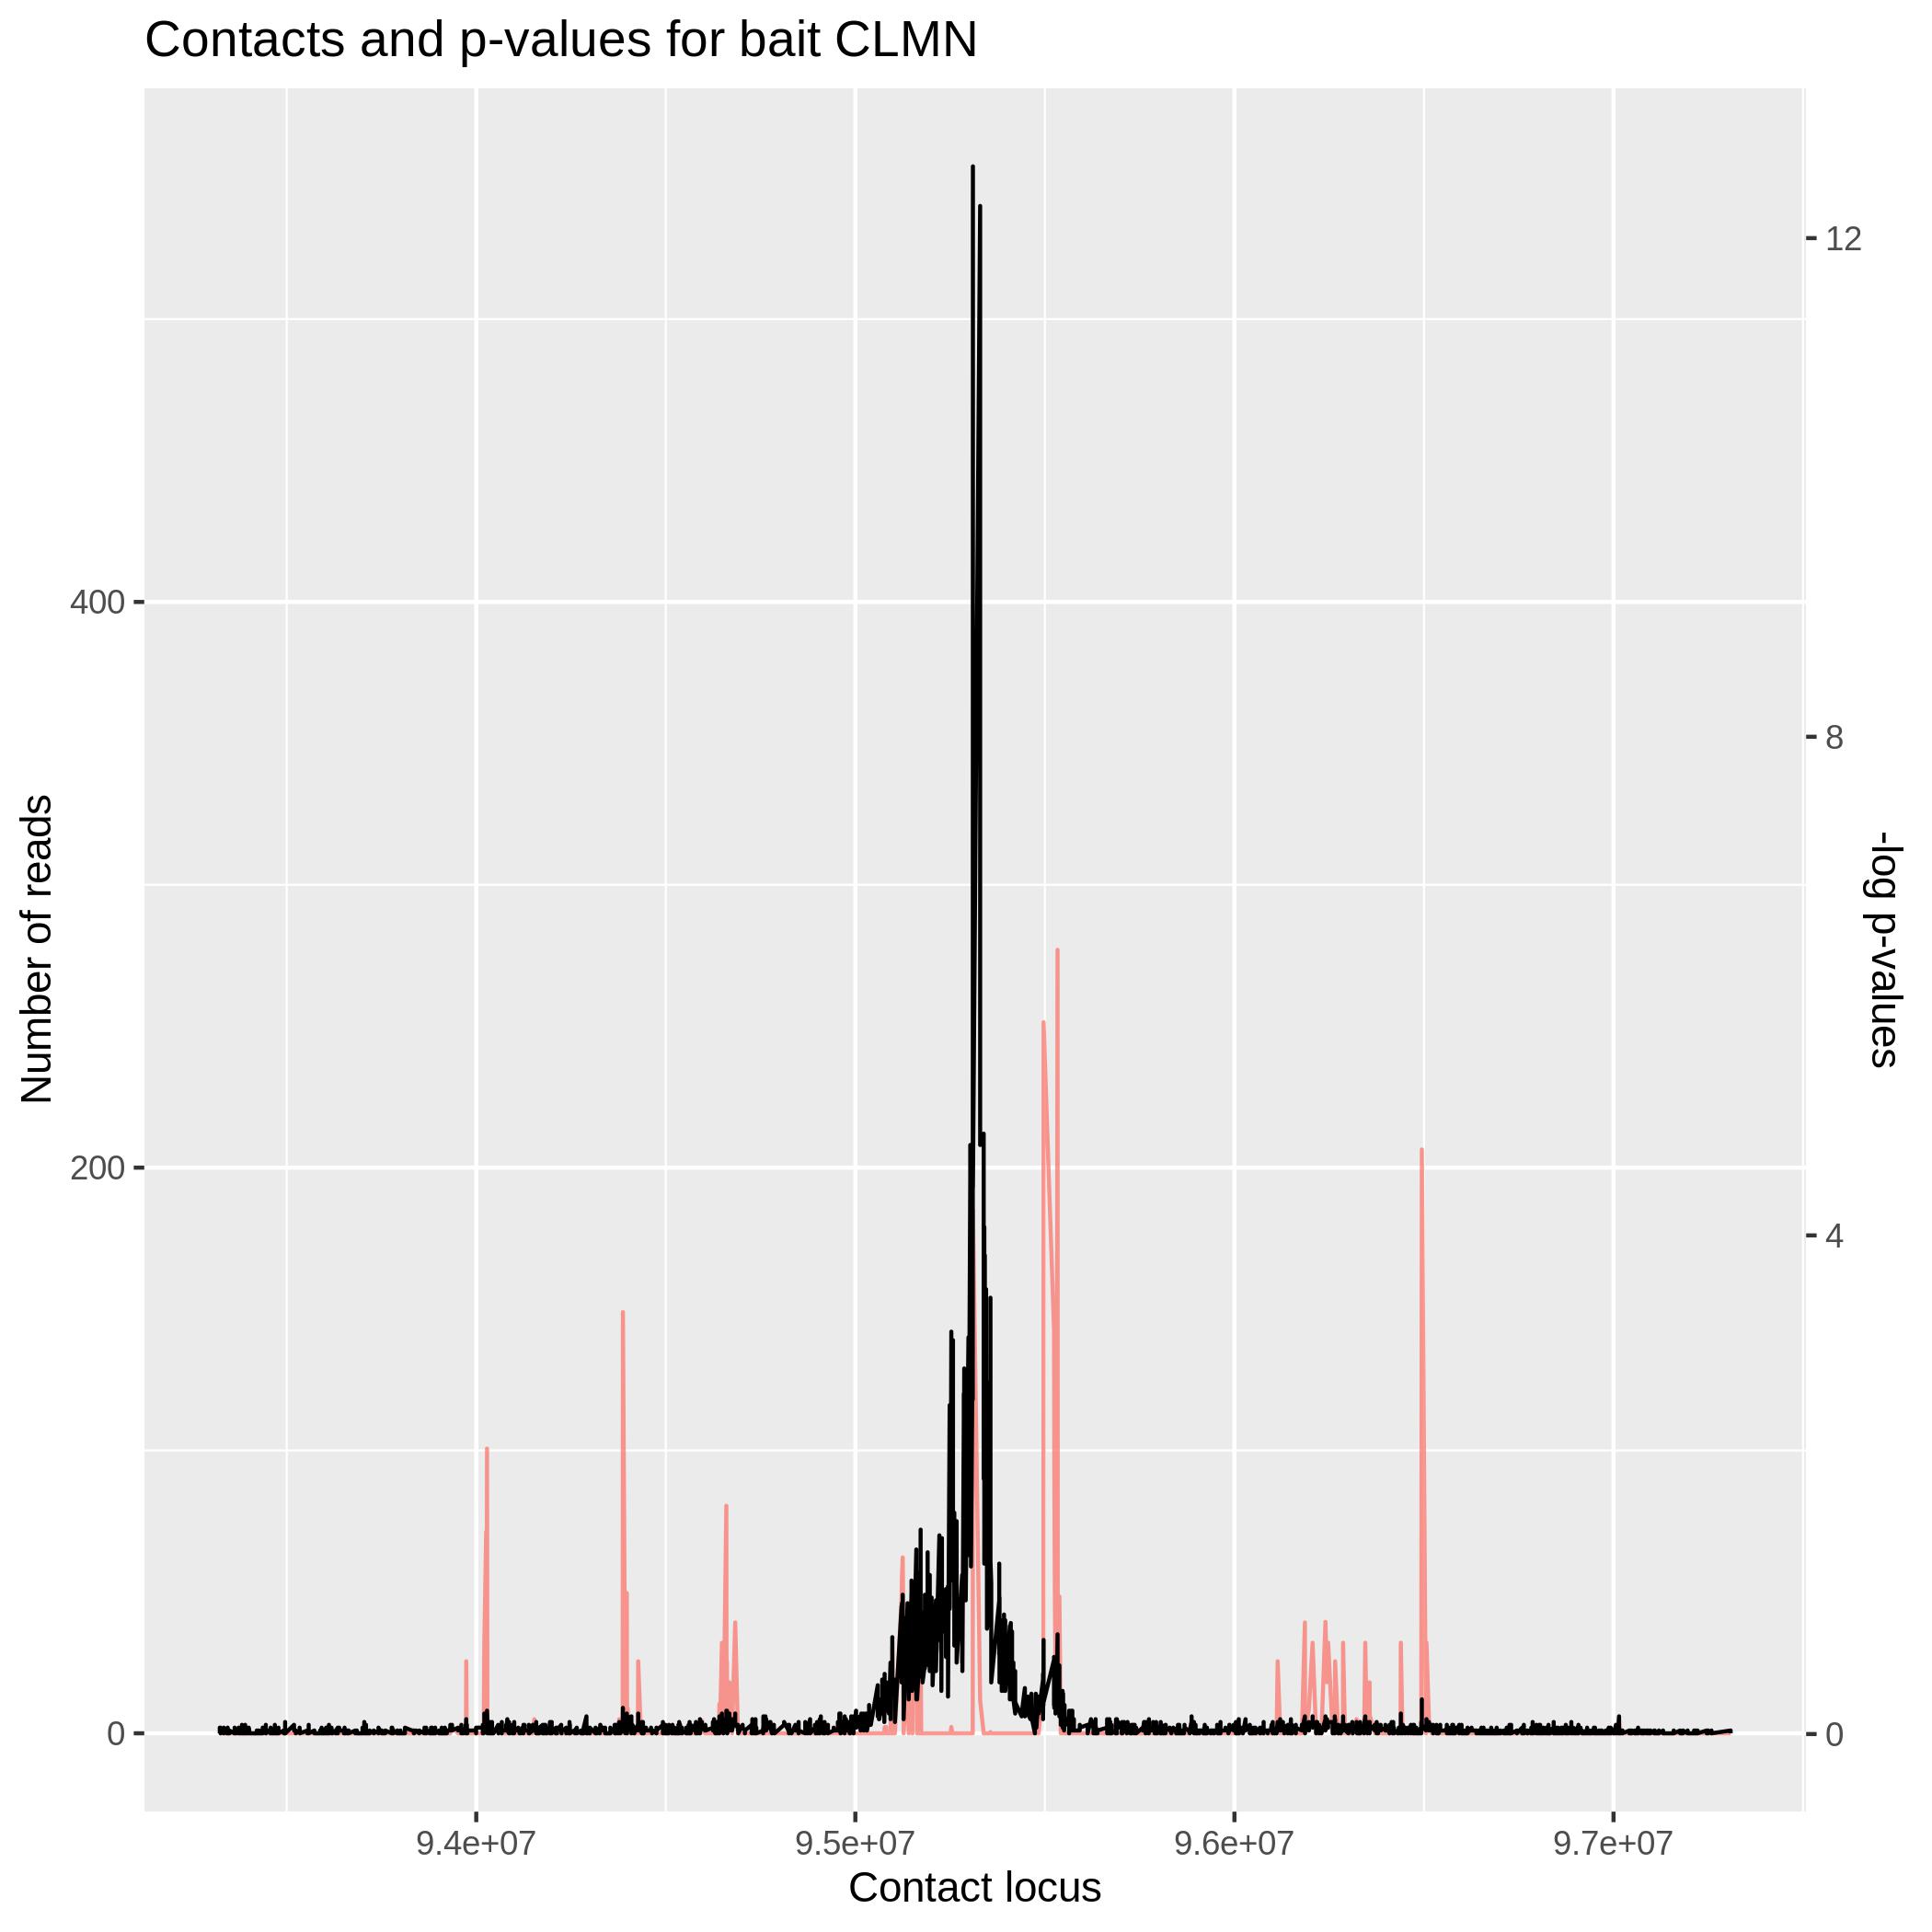 Contacts and p-values for bait CLMN
Number of reads
400
200
0
12
8
4
0
-log p-values
9.4e+07
9.5e+07
9.6e+07
9.7e+07
Contact locus